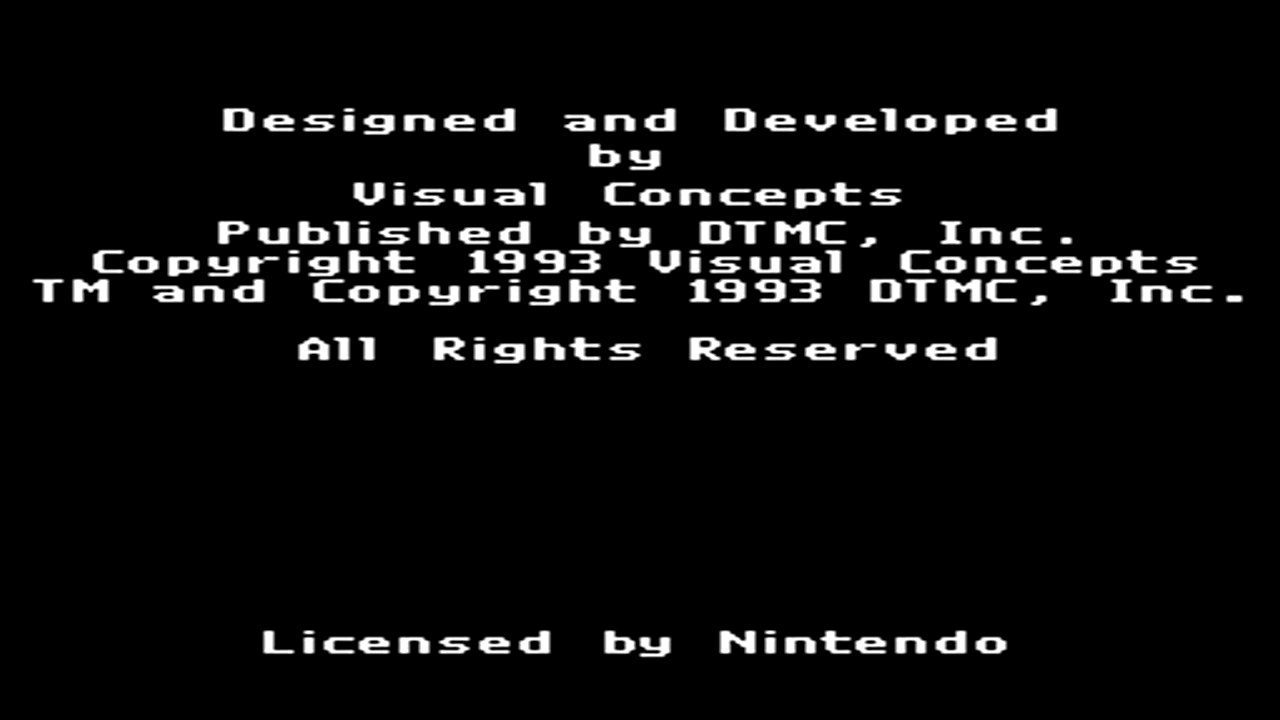 Designed and Developed
by
Visual Concepts
Published by DTMC, Inc.
Copyright 1993 Visual Concepts
TM and Copyright 1993 DTMC, Inc.
All Rights Reserved
Licensed by Nintendo